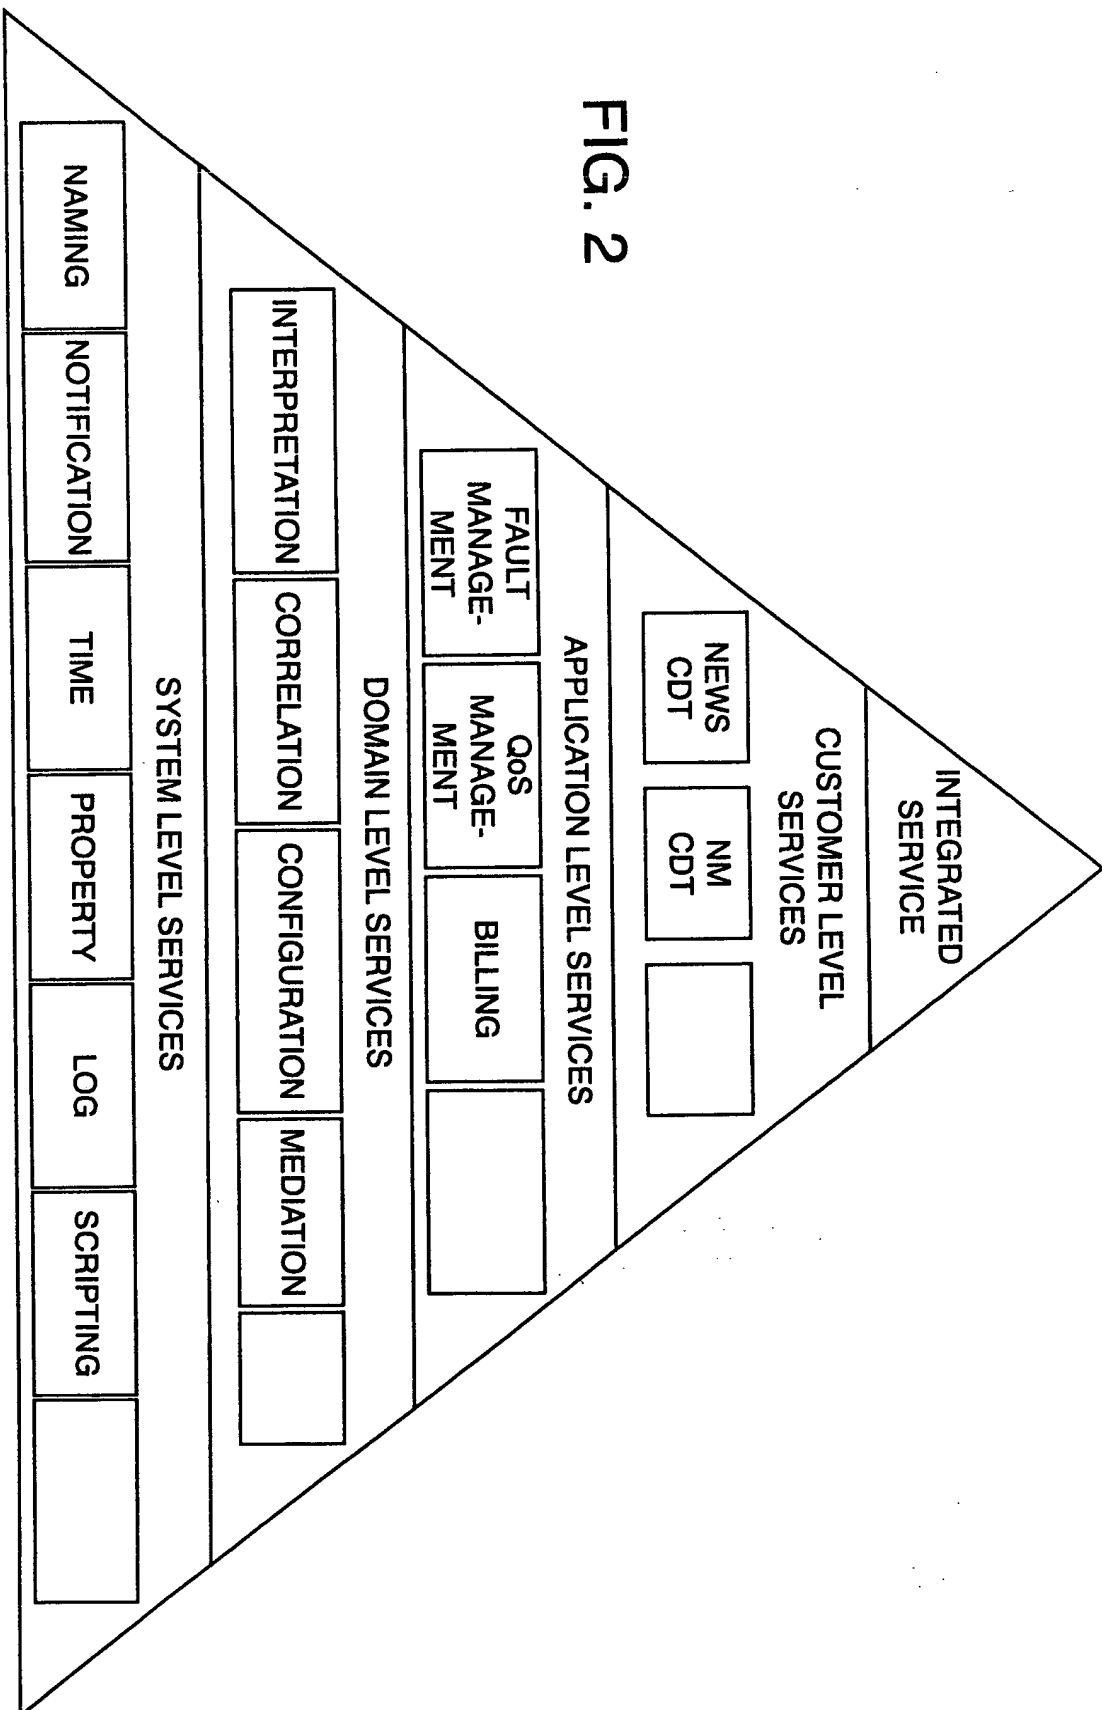 FIG. 2
INTEGRATED
SERVICE
CUSTOMER LEVEL
SERVICES
NEWS
CDT
NM
CDT
APPLICATION LEVEL SERVICES
FAULT
MANAGE-
MENT
QoS
MANAGE-
MENT
BILLING
DOMAIN LEVEL SERVICES
INTERPRETATION
CORRELATION
CONFIGURATION
MEDIATION
SYSTEM LEVEL SERVICES
NAMING
NOTIFICATION
TIME
PROPERTY
LOG
SCRIPTING